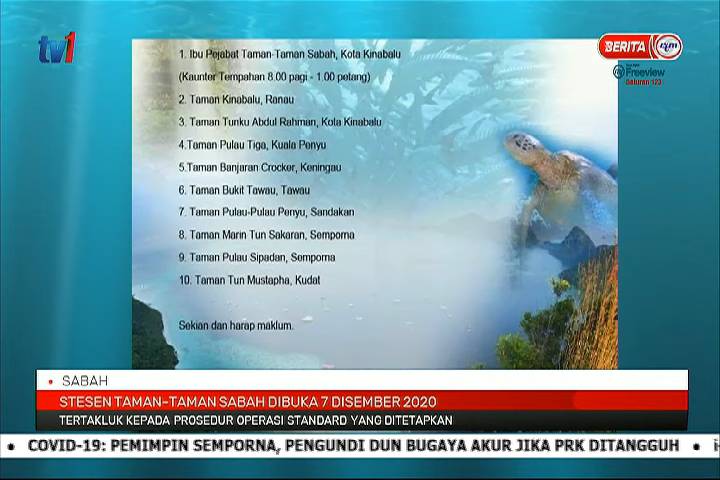 tv1
BERITA rtm
Freeview
Saluran 123
1. Ibu Pejabat Taman-Taman Sabah, Kota Kinabalu
(Kaunter Tempahan 8.00 pagi - 1.00 petang)
2. Taman Kinabalu, Ranau
3. Taman Tunku Abdul Rahman, Kota Kinabalu
4.Taman Pulau Tiga, Kuala Penyu
5.Taman Banjaran Crocker, Keningau
6. Taman Bukit Tawau, Tawau
7. Taman Pulau-Pulau Penyu, Sandakan
8. Taman Marin Tun Sakaran, Semporna
9. Taman Pulau Sipadan, Semporna
10. Taman Tun Mustapha, Kudat
Sekian dan harap maklum.
• SABAH
STESEN TAMAN-TAMAN SABAH DIBUKA 7 DISEMBER 2020
TERTAKLUK KEPADA PROSEDUR OPERASI STANDARD YANG DITETAPKAN
• COVID-19: PEMIMPIN SEMPORNA, PENGUNDI DUN BUGAYA AKUR JIKA PRK DITANGGUH •